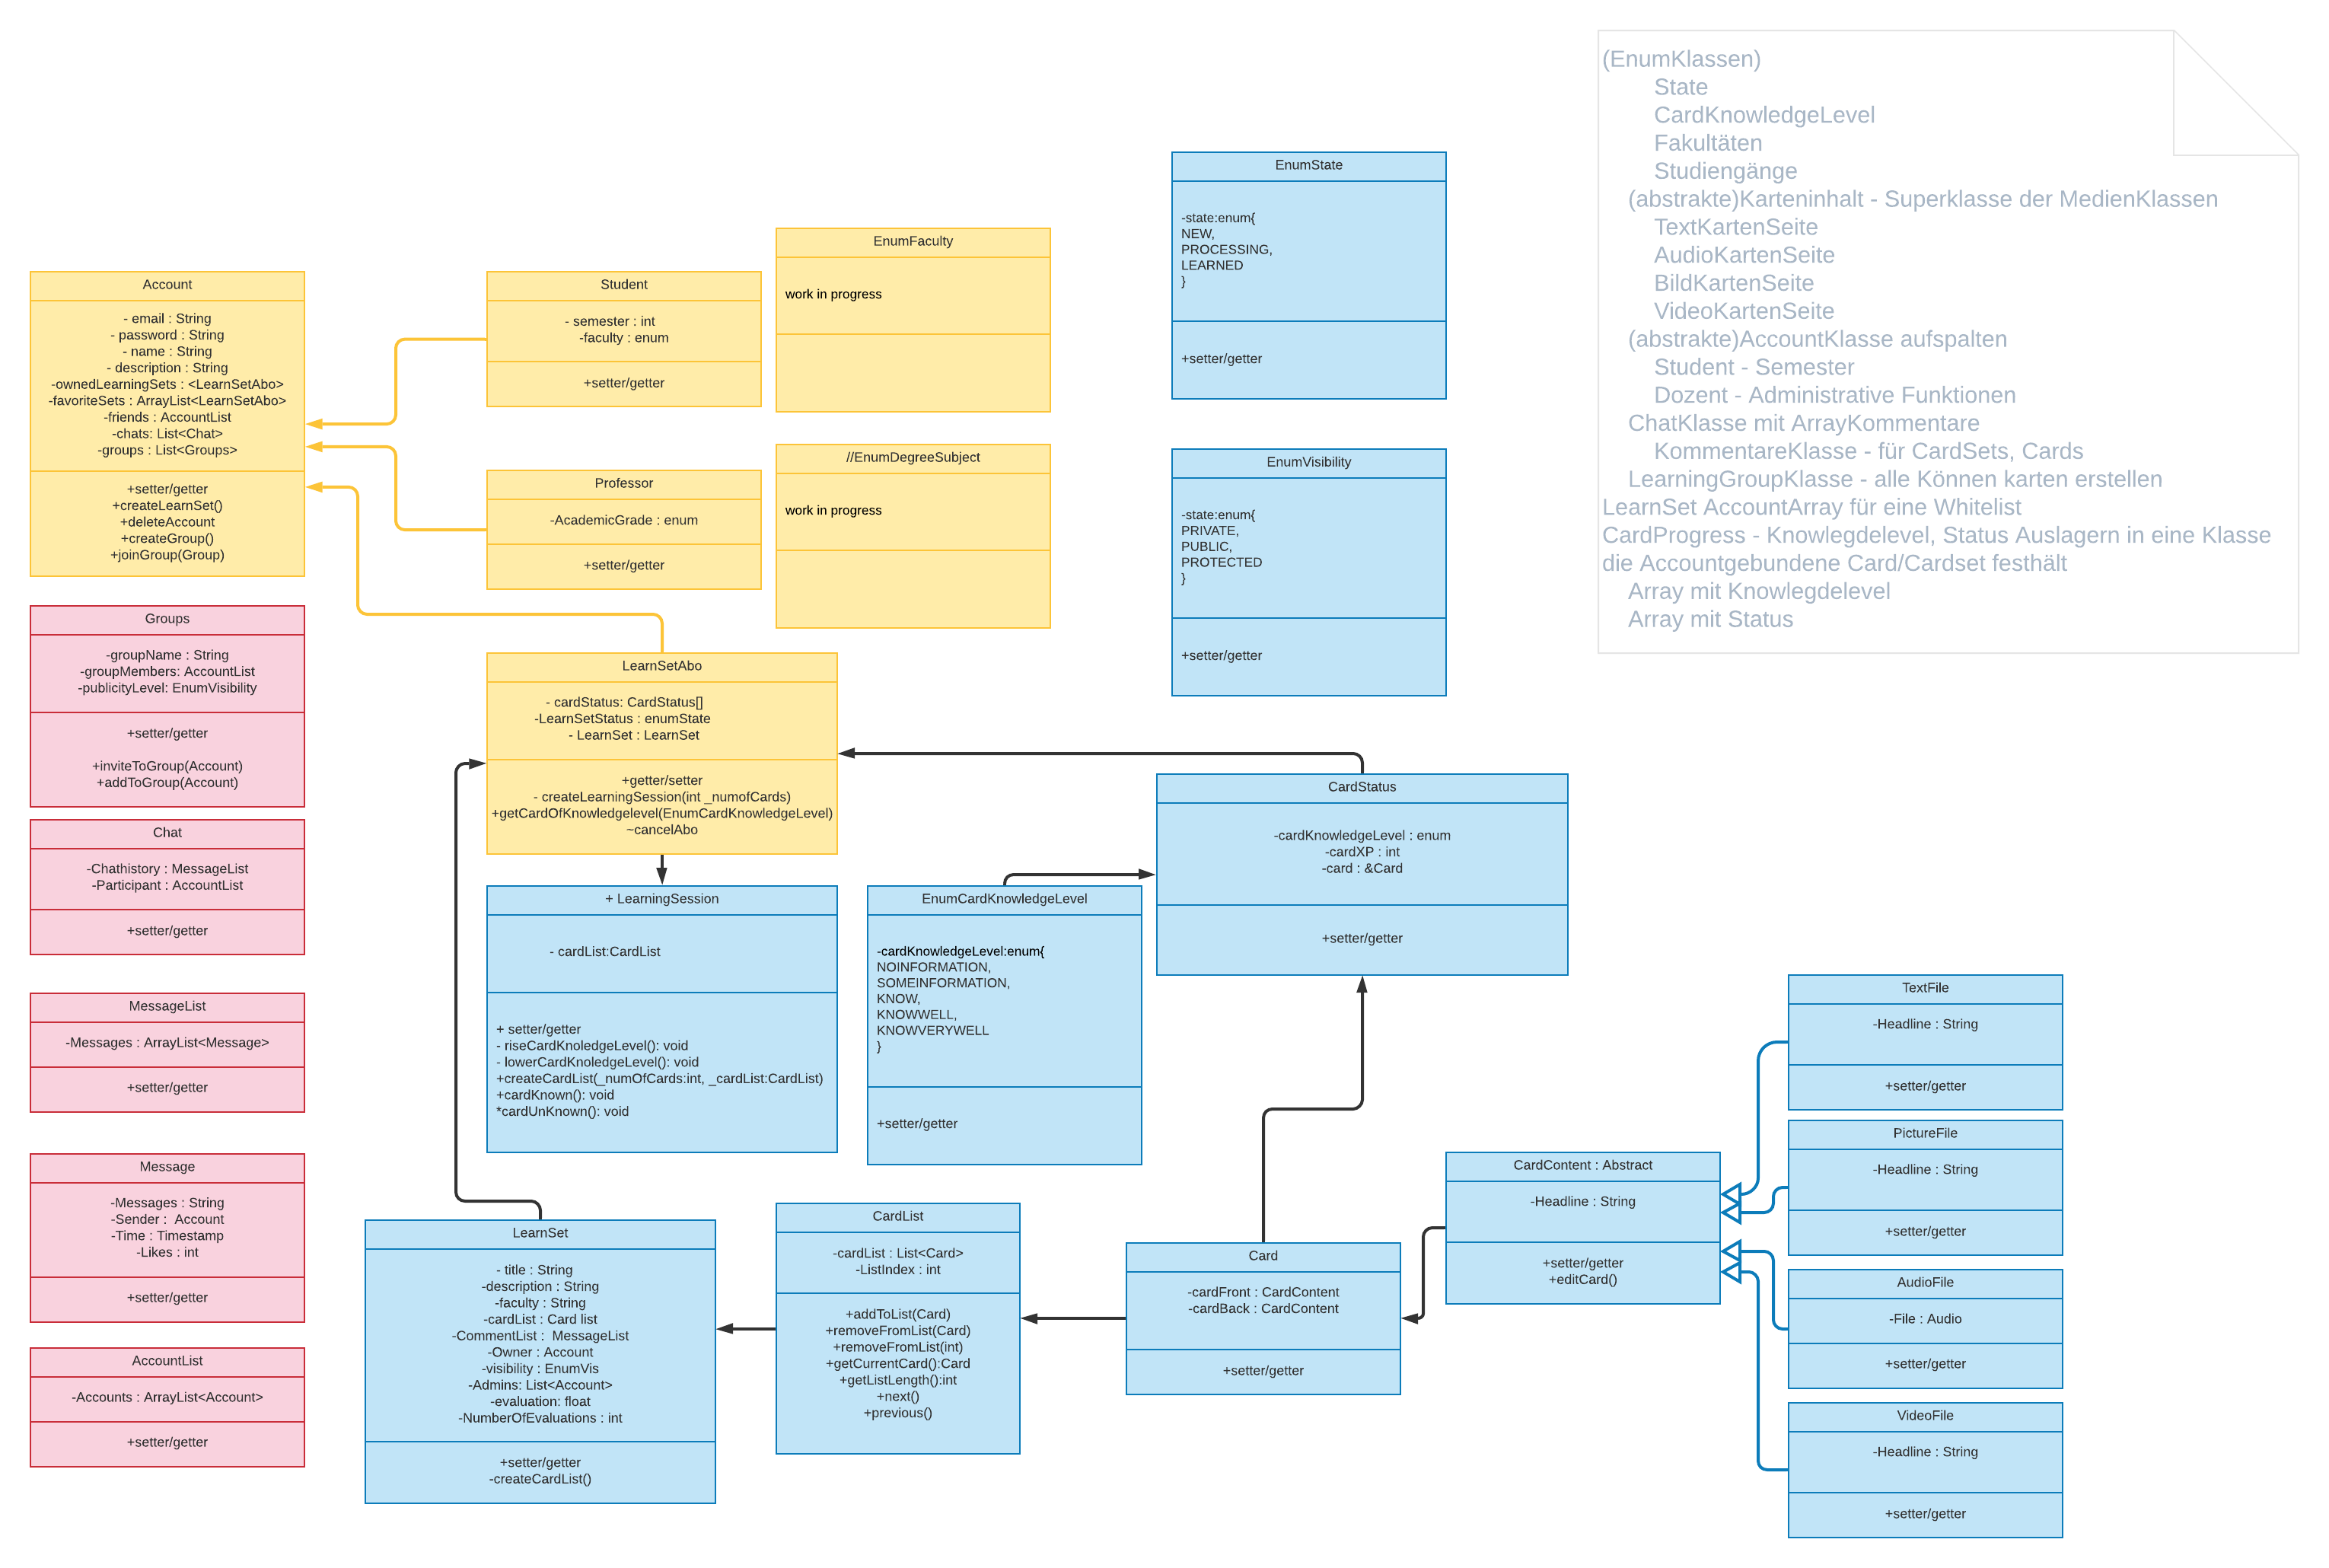 (EnumKlassen)
State
CardKnowledgeLevel
Fakultäten
Studiengänge
(abstrakte)Karteninhalt - Superklasse der MedienKlassen
TextKartenSeite
AudioKartenSeite
BildKartenSeite
VideoKartenSeite
(abstrakte)AccountKlasse aufspalten
Student - Semester
Dozent - Administrative Funktionen
ChatKlasse mit ArrayKommentare
KommentareKlasse - für CardSets, Cards
LearningGroupKlasse - alle Können karten erstellen
LearnSet AccountArray für eine Whitelist
CardProgress - Knowlegdelevel, Status Auslagern in eine Klasse
die Accountgebundene Card/Cardset festhält
Array mit Knowlegdelevel
Array mit Status
EnumState
-state:enum{
NEW,
PROCESSING,
LEARNED
}
+setter/getter
EnumFaculty
work in progress
Account
- email : String
- password : String
- name : String
- description : String
-ownedLearningSets : <LearnSetAbo>
-favoriteSets : ArrayList<LearnSetAbo>
-friends : AccountList
-chats: List<Chat>
-groups : List<Groups>
+setter/getter
+createLearnSet()
+deleteAccount
+createGroup()
+joinGroup(Group)
Student
- semester : int
-faculty : enum
+setter/getter
//EnumDegreeSubject
work in progress
EnumVisibility
-state:enum{
PRIVATE,
PUBLIC,
PROTECTED
}
+setter/getter
Professor
-AcademicGrade : enum
+setter/getter
Groups
-groupName : String
-groupMembers: AccountList
-publicityLevel: EnumVisibility
+setter/getter
+inviteToGroup(Account)
+addToGroup(Account)
LearnSetAbo
- cardStatus: CardStatus[]
-LearnSetStatus : enumState
- LearnSet : LearnSet
+getter/setter
- createLearningSession(int _numofCards)
+getCardOfKnowledgelevel(EnumCardKnowledgeLevel)
~cancelAbo
CardStatus
-cardKnowledgeLevel : enum
-cardXP : int
-card : &Card
+setter/getter
Chat
-Chathistory : MessageList
-Participant : AccountList
+setter/getter
+ LearningSession
- cardList:CardList
+ setter/getter
- riseCardKnoledgeLevel(): void
- lowerCardKnoledgeLevel(): void
+createCardList(_numOfCards:int, _cardList:CardList)
+cardKnown(): void
*cardUnKnown(): void
EnumCardKnowledgeLevel
-cardKnowledgeLevel:enum{
NOINFORMATION,
SOMEINFORMATION,
KNOW,
KNOWWELL,
KNOWVERYWELL
}
+setter/getter
MessageList
-Messages : ArrayList<Message>
+setter/getter
Message
-Messages : String
-Sender :  Account
-Time : Timestamp
-Likes : int
+setter/getter
AccountList
-Accounts : ArrayList<Account>
+setter/getter
LearnSet
- title : String
-description : String
-faculty : String
-cardList : Card list
-CommentList :  MessageList
-Owner : Account
-visibility : EnumVis
-Admins: List<Account>
-evaluation: float
-NumberOfEvaluations : int
+setter/getter
-createCardList()
CardList
-cardList : List<Card>
-ListIndex : int
+addToList(Card)
+removeFromList(Card)
+removeFromList(int)
+getCurrentCard():Card
+getListLength():int
+next()
+previous()
Card
-cardFront : CardContent
-cardBack : CardContent
+setter/getter
CardContent : Abstract
-Headline : String
+setter/getter
+editCard()
TextFile
-Headline : String
+setter/getter
PictureFile
-Headline : String
+setter/getter
AudioFile
-File : Audio
+setter/getter
VideoFile
-Headline : String
+setter/getter